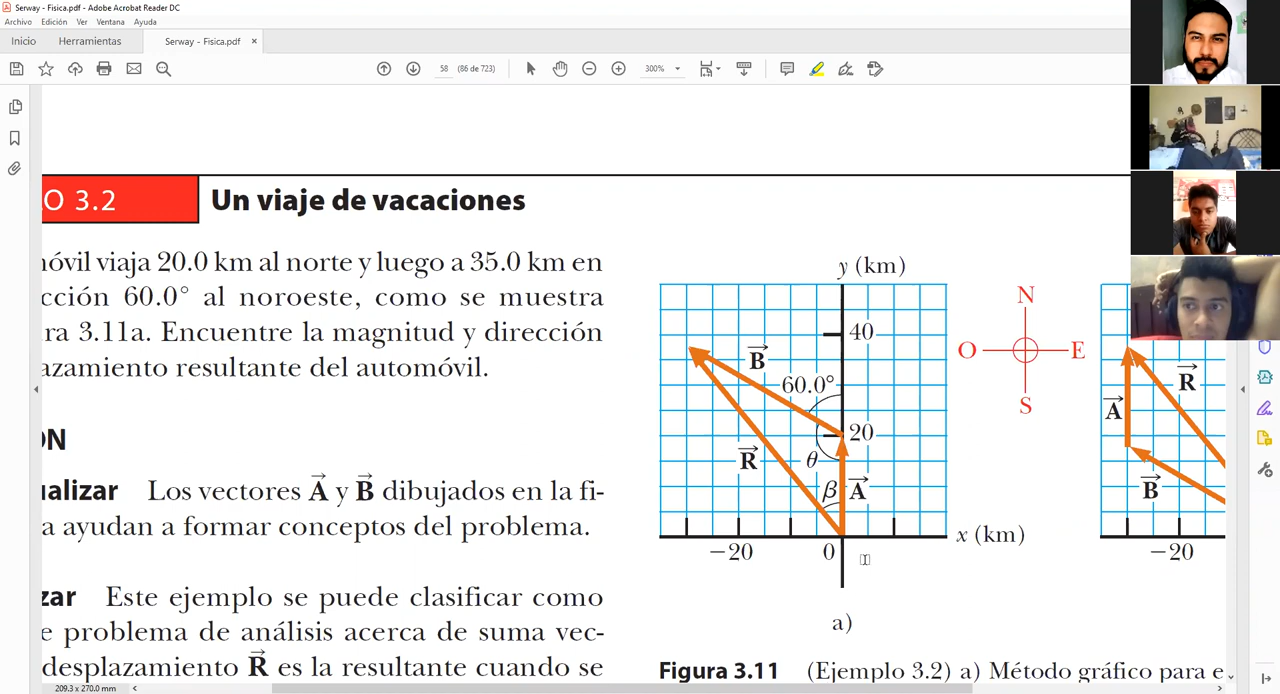 Serway - Fisica.pdf - Adobe Acrobat Reader DC
Archivo Edición Ver Ventana Ayuda
Inicio Herramientas Serway - Fisica.pdf ×
58 (86 de 723) 300%
O 3.2 Un viaje de vacaciones
móvil viaja 20.0 km al norte y luego a 35.0 km en
cción 60.0° al noroeste, como se muestra
ra 3.11a. Encuentre la magnitud y dirección
azamiento resultante del automóvil.
ÓN
ualizar Los vectores A⃗ y B⃗ dibujados en la fi-
a ayudan a formar conceptos del problema.
zar Este ejemplo se puede clasificar como
e problema de análisis acerca de suma vec-
desplazamiento R⃗ es la resultante cuando se
y (km)
40
B⃗
60.0°
20
R⃗
θ
β
A⃗
−20
0
x (km)
a)
N
O
E
S
A⃗
R⃗
B⃗
−20
Figura 3.11 (Ejemplo 3.2) a) Método gráfico para e
209.3 x 270.0 mm